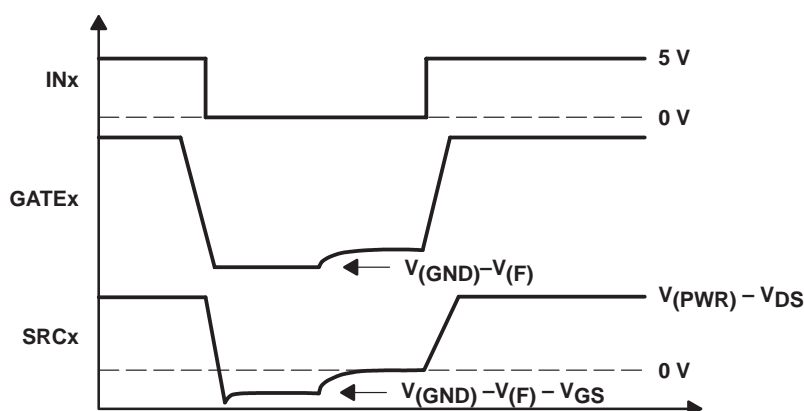 INx
5 V
0 V
GATEx
V(GND)–V(F)
V(PWR) – VDS
SRCx
0 V
V(GND) –V(F) – VGS